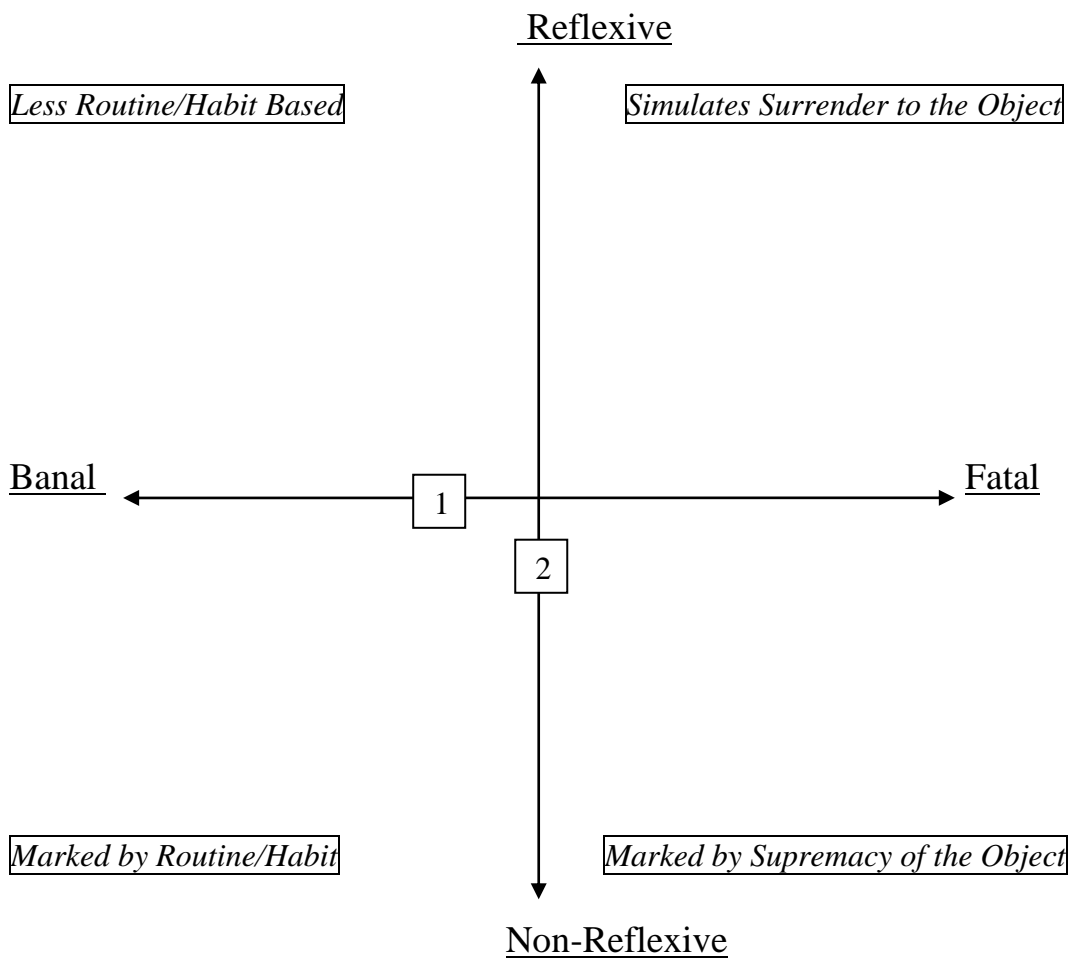 Reflexive
Less Routine/Habit Based
Simulates Surrender to the Object
Banal
Fatal
1
2
Marked by Routine/Habit
Marked by Supremacy of the Object
Non-Reflexive